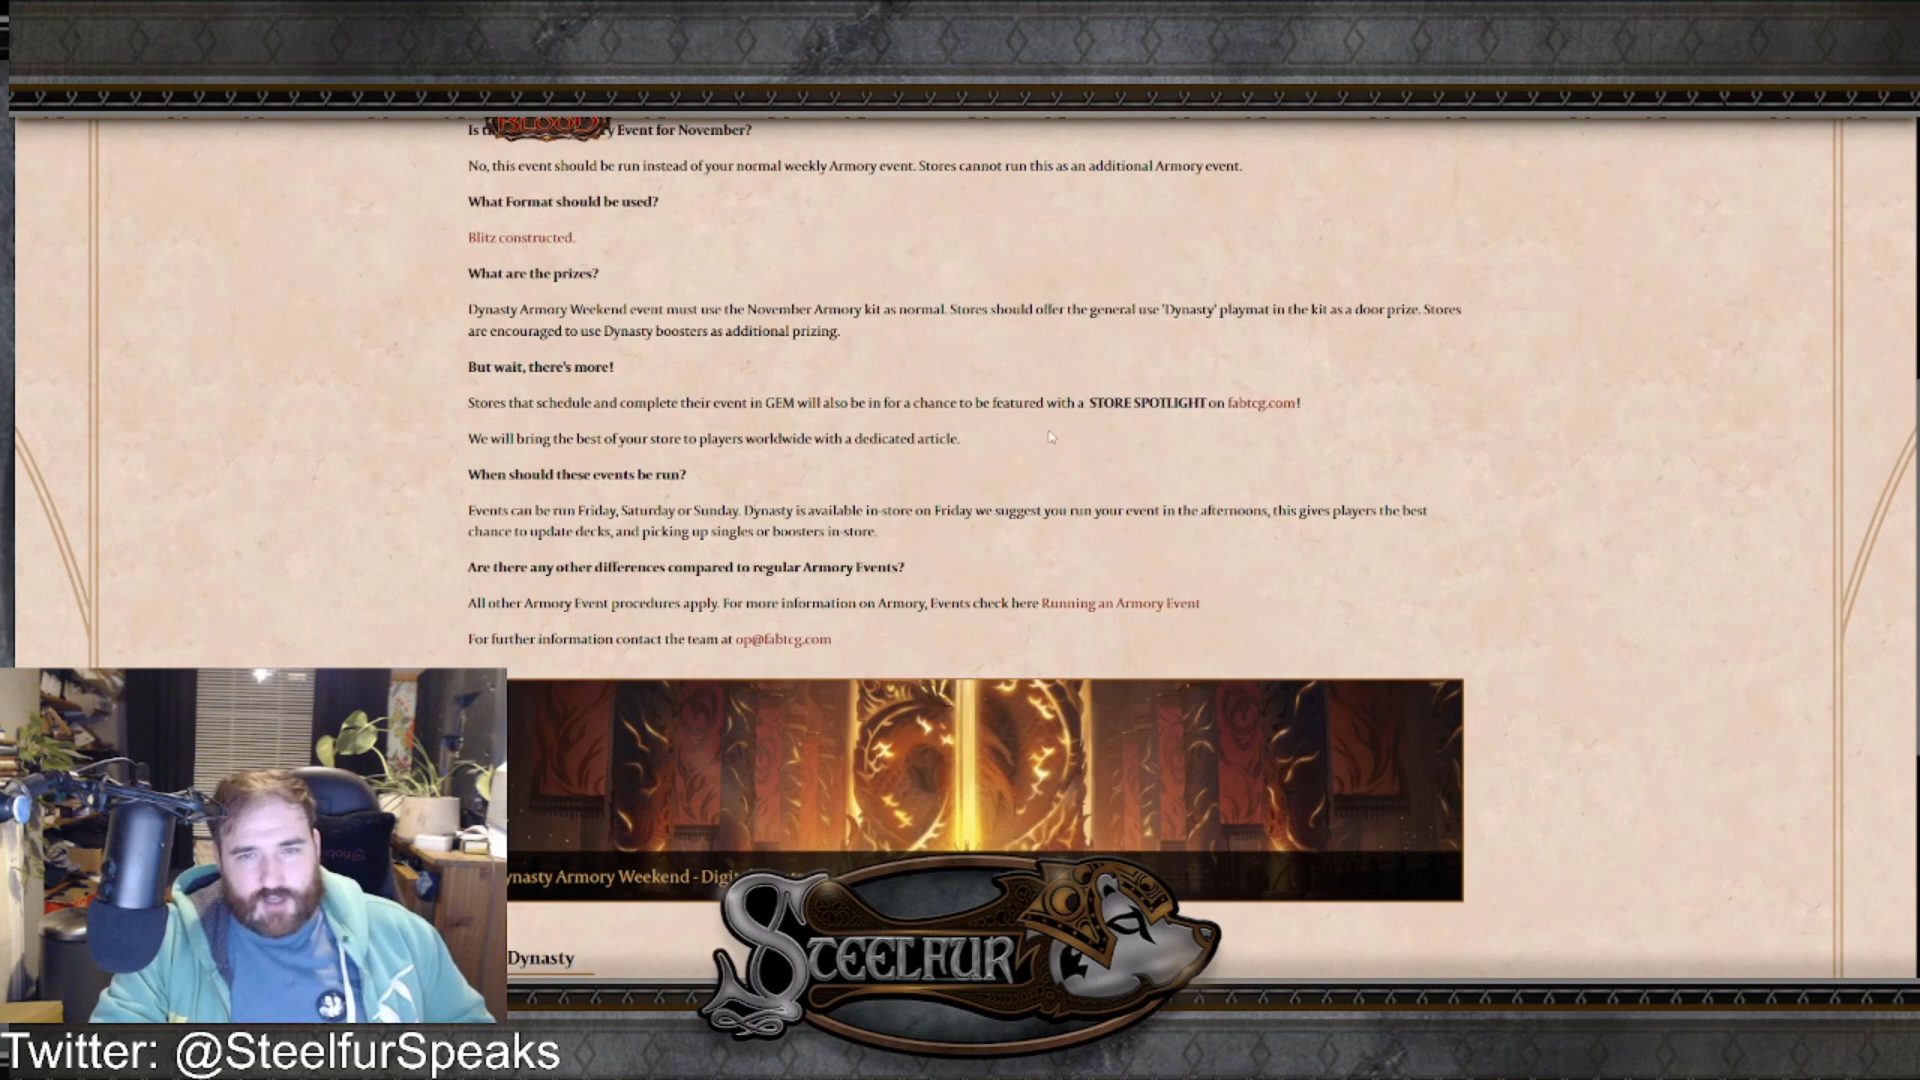 BLOOD
Is y Event for November?
No, this event should be run instead of your normal weekly Armory event. Stores cannot run this as an additional Armory event.
What Format should be used?
Blitz constructed.
What are the prizes?
Dynasty Armory Weekend event must use the November Armory kit as normal. Stores should offer the general use 'Dynasty' playmat in the kit as a door prize. Stores
are encouraged to use Dynasty boosters as additional prizing.
But wait, there's more!
Stores that schedule and complete their event in GEM will also be in for a chance to be featured with a STORE SPOTLIGHT on fabtcg.com!
We will bring the best of your store to players worldwide with a dedicated article.
When should these events be run?
Events can be run Friday, Saturday or Sunday. Dynasty is available in-store on Friday we suggest you run your event in the afternoons, this gives players the best
chance to update decks, and picking up singles or boosters in-store.
Are there any other differences compared to regular Armory Events?
All other Armory Event procedures apply. For more information on Armory, Events check here Running an Armory Event
For further information contact the team at op@fabtcg.com
ynasty Armory Weekend - Digit
Dynasty
STEELFUR
Twitter: @SteelfurSpeaks